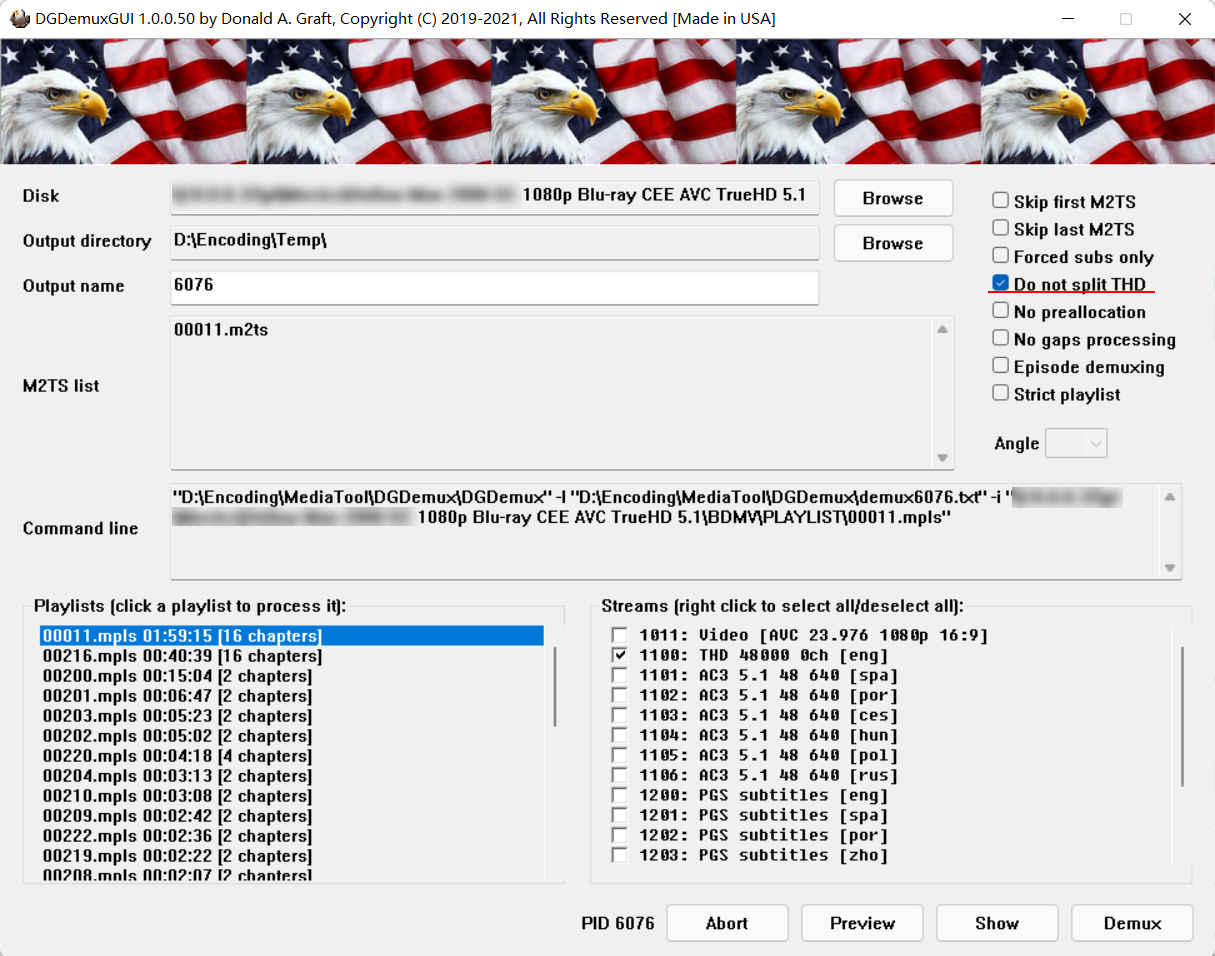 DGDemuxGUI 1.0.0.50 by Donald A. Graft, Copyright (C) 2019-2021, All Rights Reserved [Made in USA]
Disk
1080p Blu-ray CEE AVC TrueHD 5.1
Browse
Output directory
D:\Encoding\Temp\
Browse
Output name
6076
Skip first M2TS
Skip last M2TS
Forced subs only
Do not split THD
No preallocation
No gaps processing
Episode demuxing
Strict playlist
Angle
M2TS list
00011.m2ts
Command line
"D:\Encoding\MediaTool\DGDemux\DGDemux" -l "D:\Encoding\MediaTool\DGDemux\demux6076.txt" -i "
1080p Blu-ray CEE AVC TrueHD 5.1\BDMV\PLAYLIST\00011.mpls"
Playlists (click a playlist to process it):
00011.mpls 01:59:15 [16 chapters]
00216.mpls 00:40:39 [16 chapters]
00200.mpls 00:15:04 [2 chapters]
00201.mpls 00:06:47 [2 chapters]
00203.mpls 00:05:23 [2 chapters]
00202.mpls 00:05:02 [2 chapters]
00220.mpls 00:04:18 [4 chapters]
00204.mpls 00:03:13 [2 chapters]
00210.mpls 00:03:08 [2 chapters]
00209.mpls 00:02:42 [2 chapters]
00222.mpls 00:02:36 [2 chapters]
00219.mpls 00:02:22 [2 chapters]
00208.mpls 00:02:07 [2 chapters]
Streams (right click to select all/deselect all):
1011: Video [AVC 23.976 1080p 16:9]
1100: THD 48000 0ch [eng]
1101: AC3 5.1 48 640 [spa]
1102: AC3 5.1 48 640 [por]
1103: AC3 5.1 48 640 [ces]
1104: AC3 5.1 48 640 [hun]
1105: AC3 5.1 48 640 [pol]
1106: AC3 5.1 48 640 [rus]
1200: PGS subtitles [eng]
1201: PGS subtitles [spa]
1202: PGS subtitles [por]
1203: PGS subtitles [zho]
PID 6076
Abort
Preview
Show
Demux